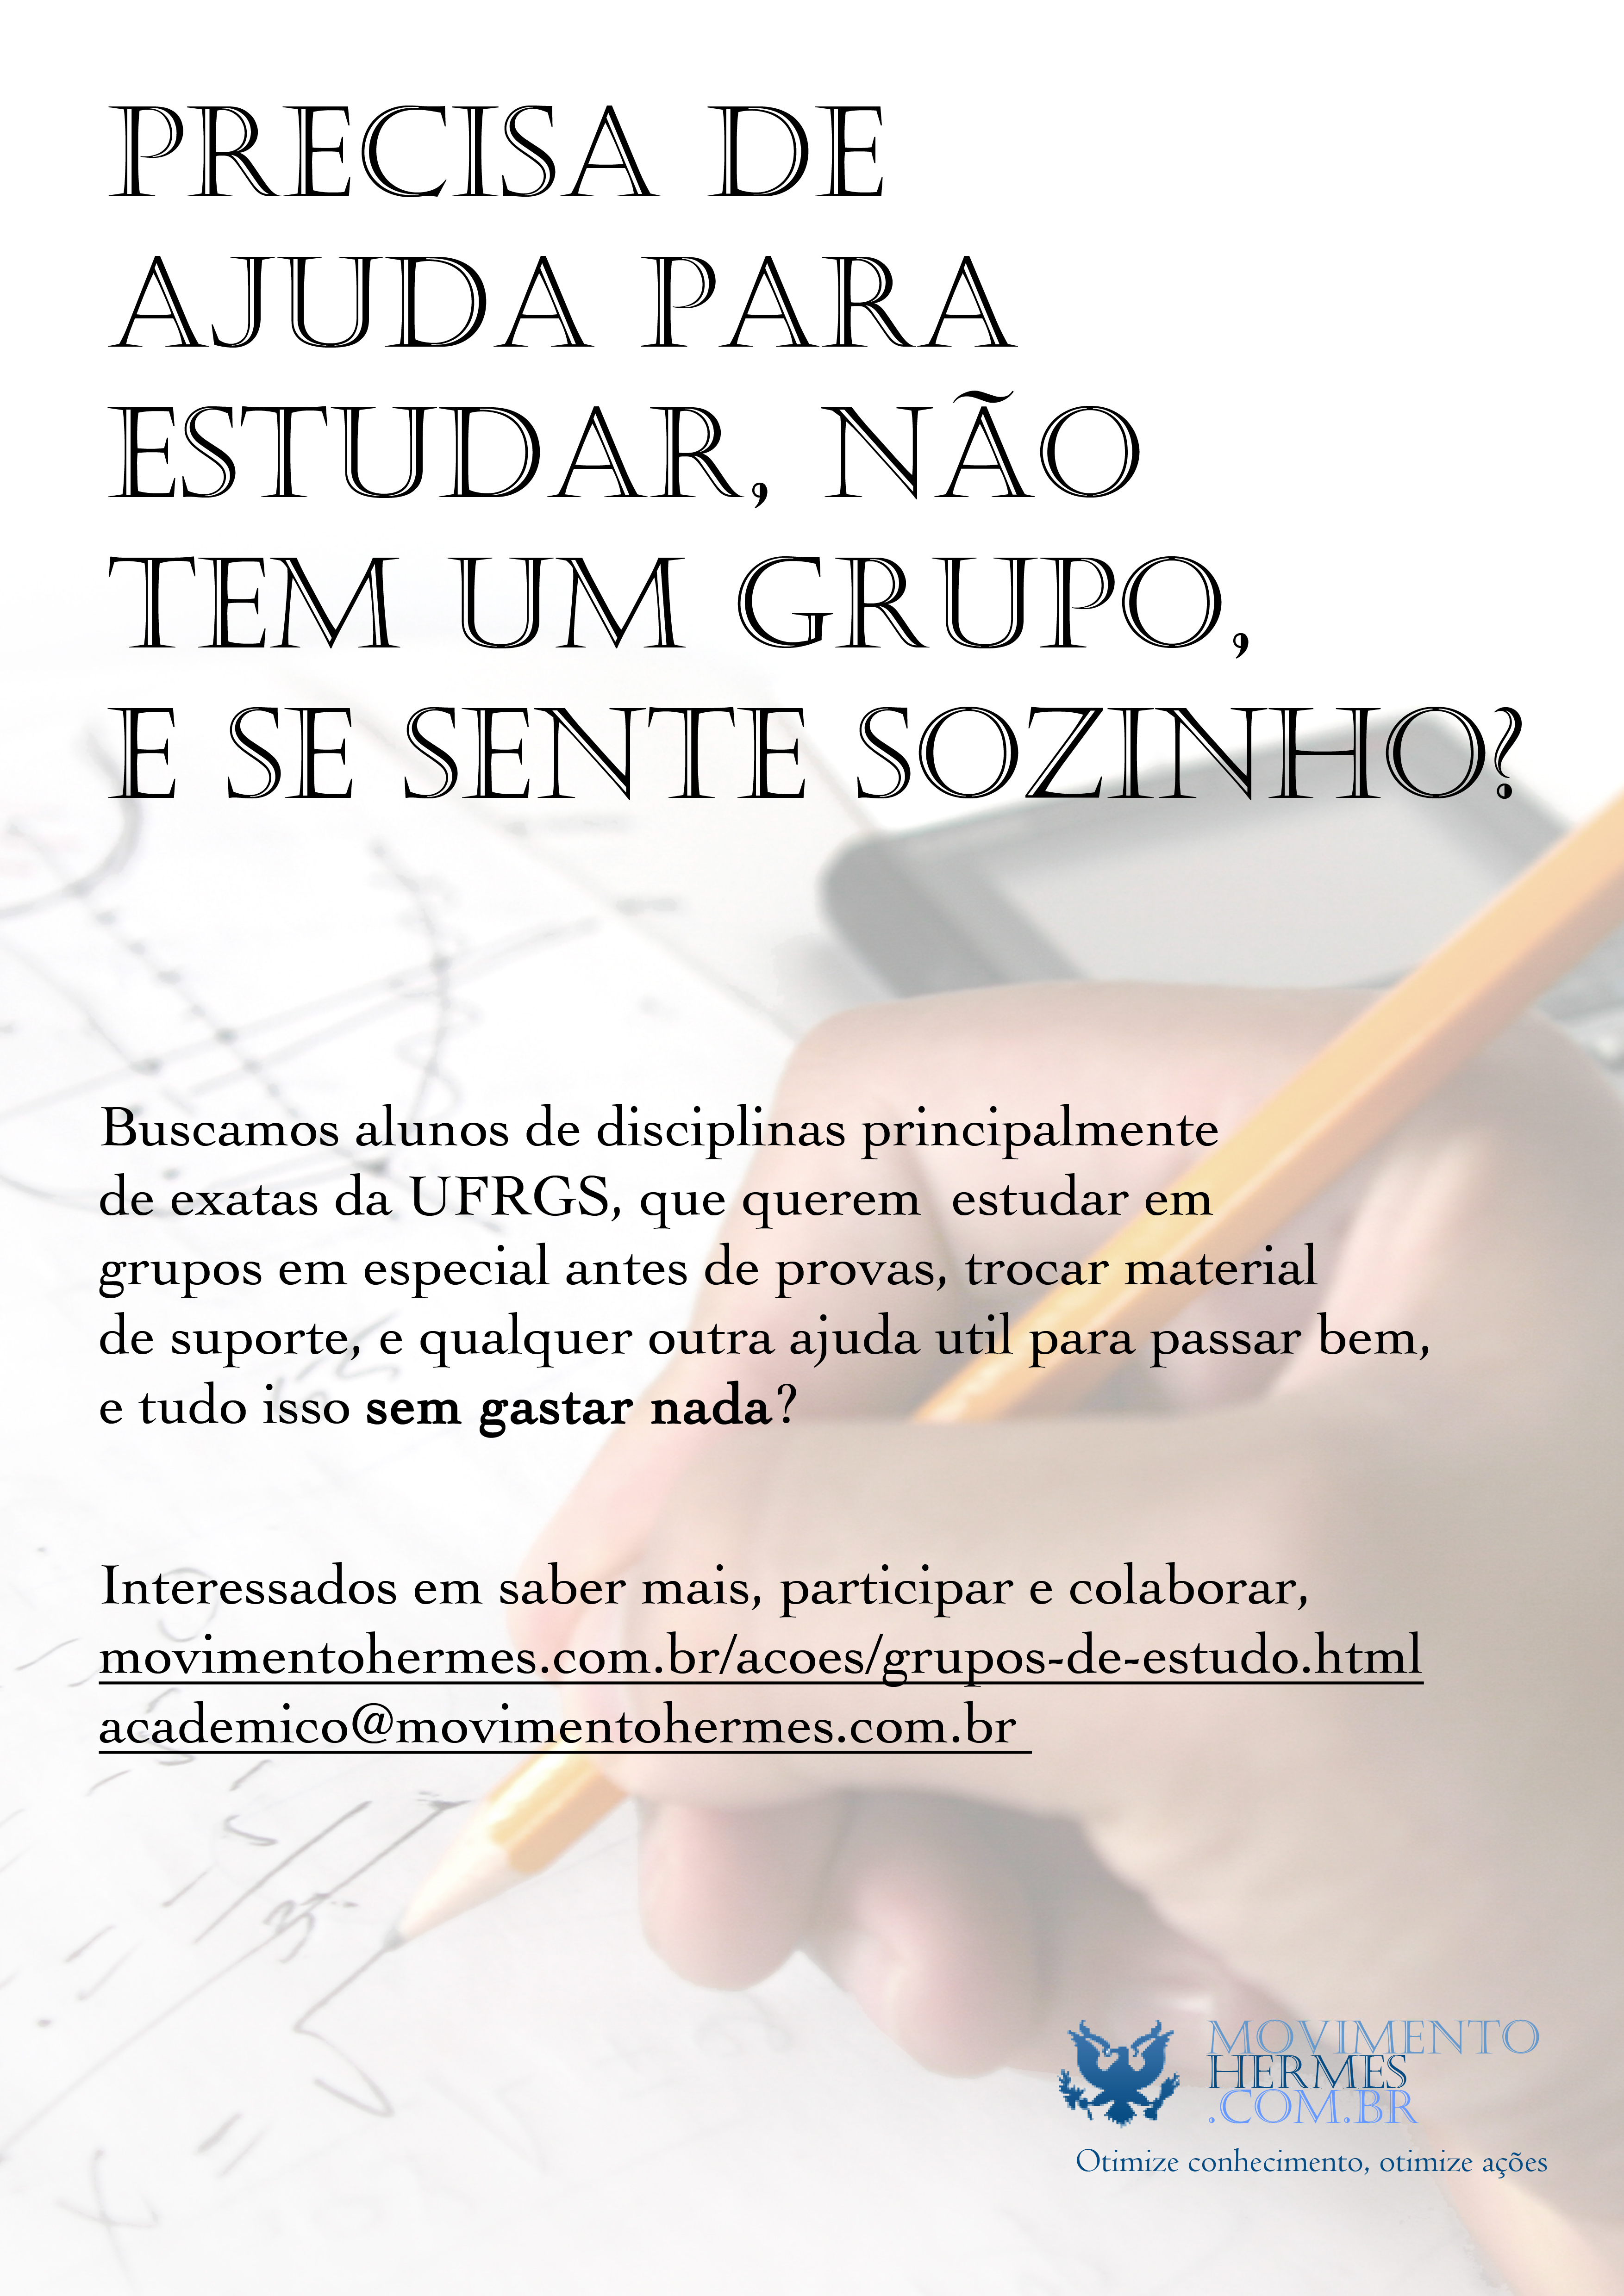 PRECISA DE
AJUDA PARA
ESTUDAR, NÃO
TEM UM GRUPO,
E SE SENTE SOZINHO?
Buscamos alunos de disciplinas principalmente
de exatas da UFRGS, que querem  estudar em
grupos em especial antes de provas, trocar material
de suporte, e qualquer outra ajuda util para passar bem,
e tudo isso sem gastar nada?
Interessados em saber mais, participar e colaborar,
movimentohermes.com.br/acoes/grupos-de-estudo.html
academico@movimentohermes.com.br
MOVIMENTO
HERMES
.COM.BR
Otimize conhecimento, otimize ações